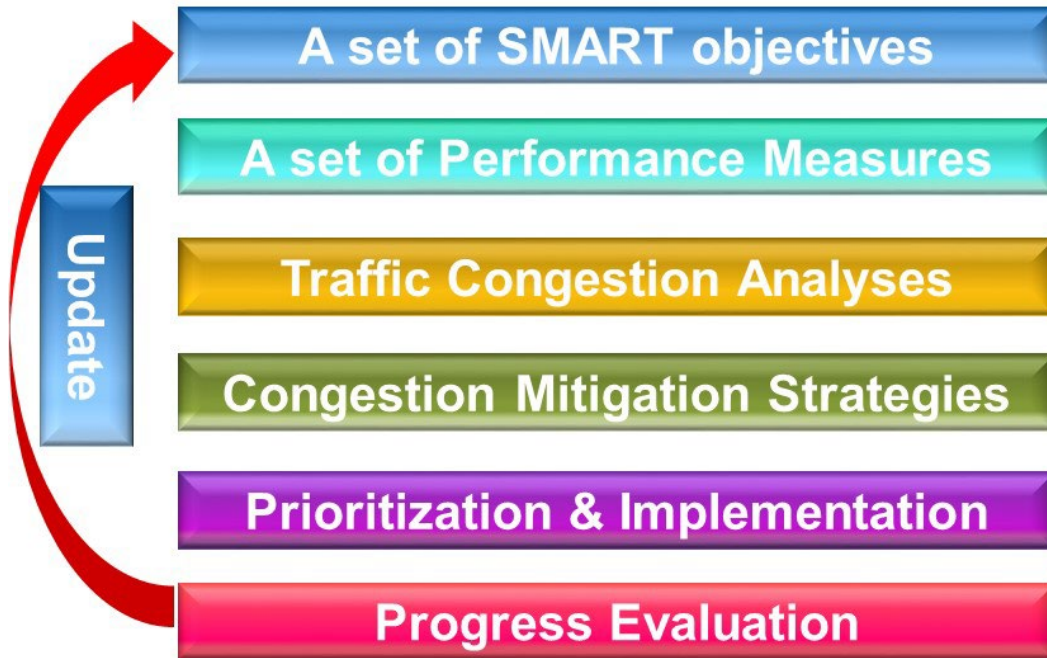 A set of SMART objectives
A set of Performance Measures
Update
Traffic Congestion Analyses
Congestion Mitigation Strategies
Prioritization & Implementation
Progress Evaluation